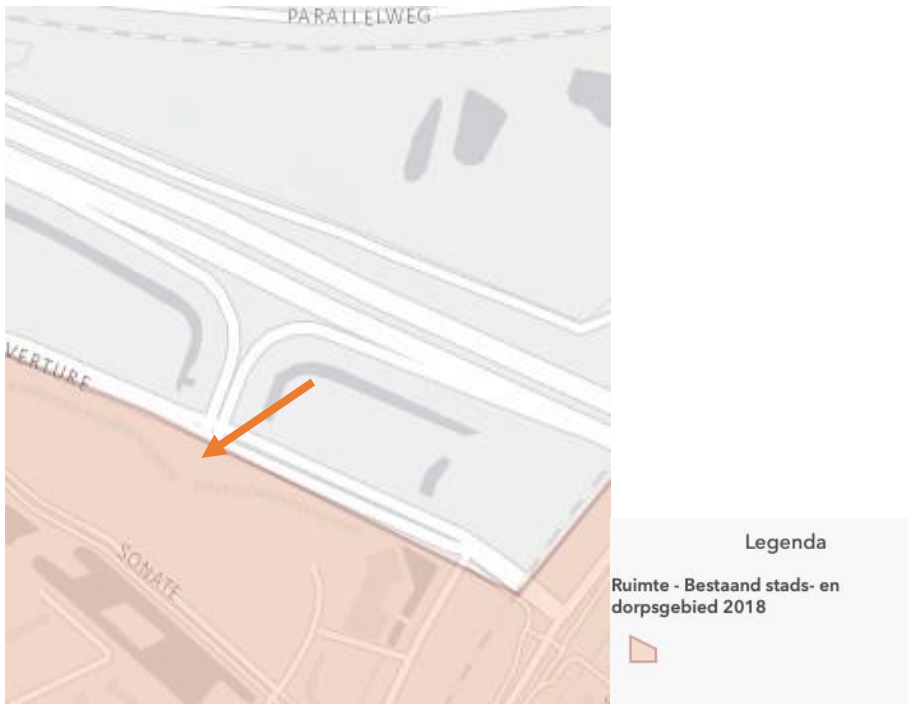 PARALLELWEG
VERTURE
SONATE
Legenda
Ruimte - Bestaand stads- en
dorpsgebied 2018